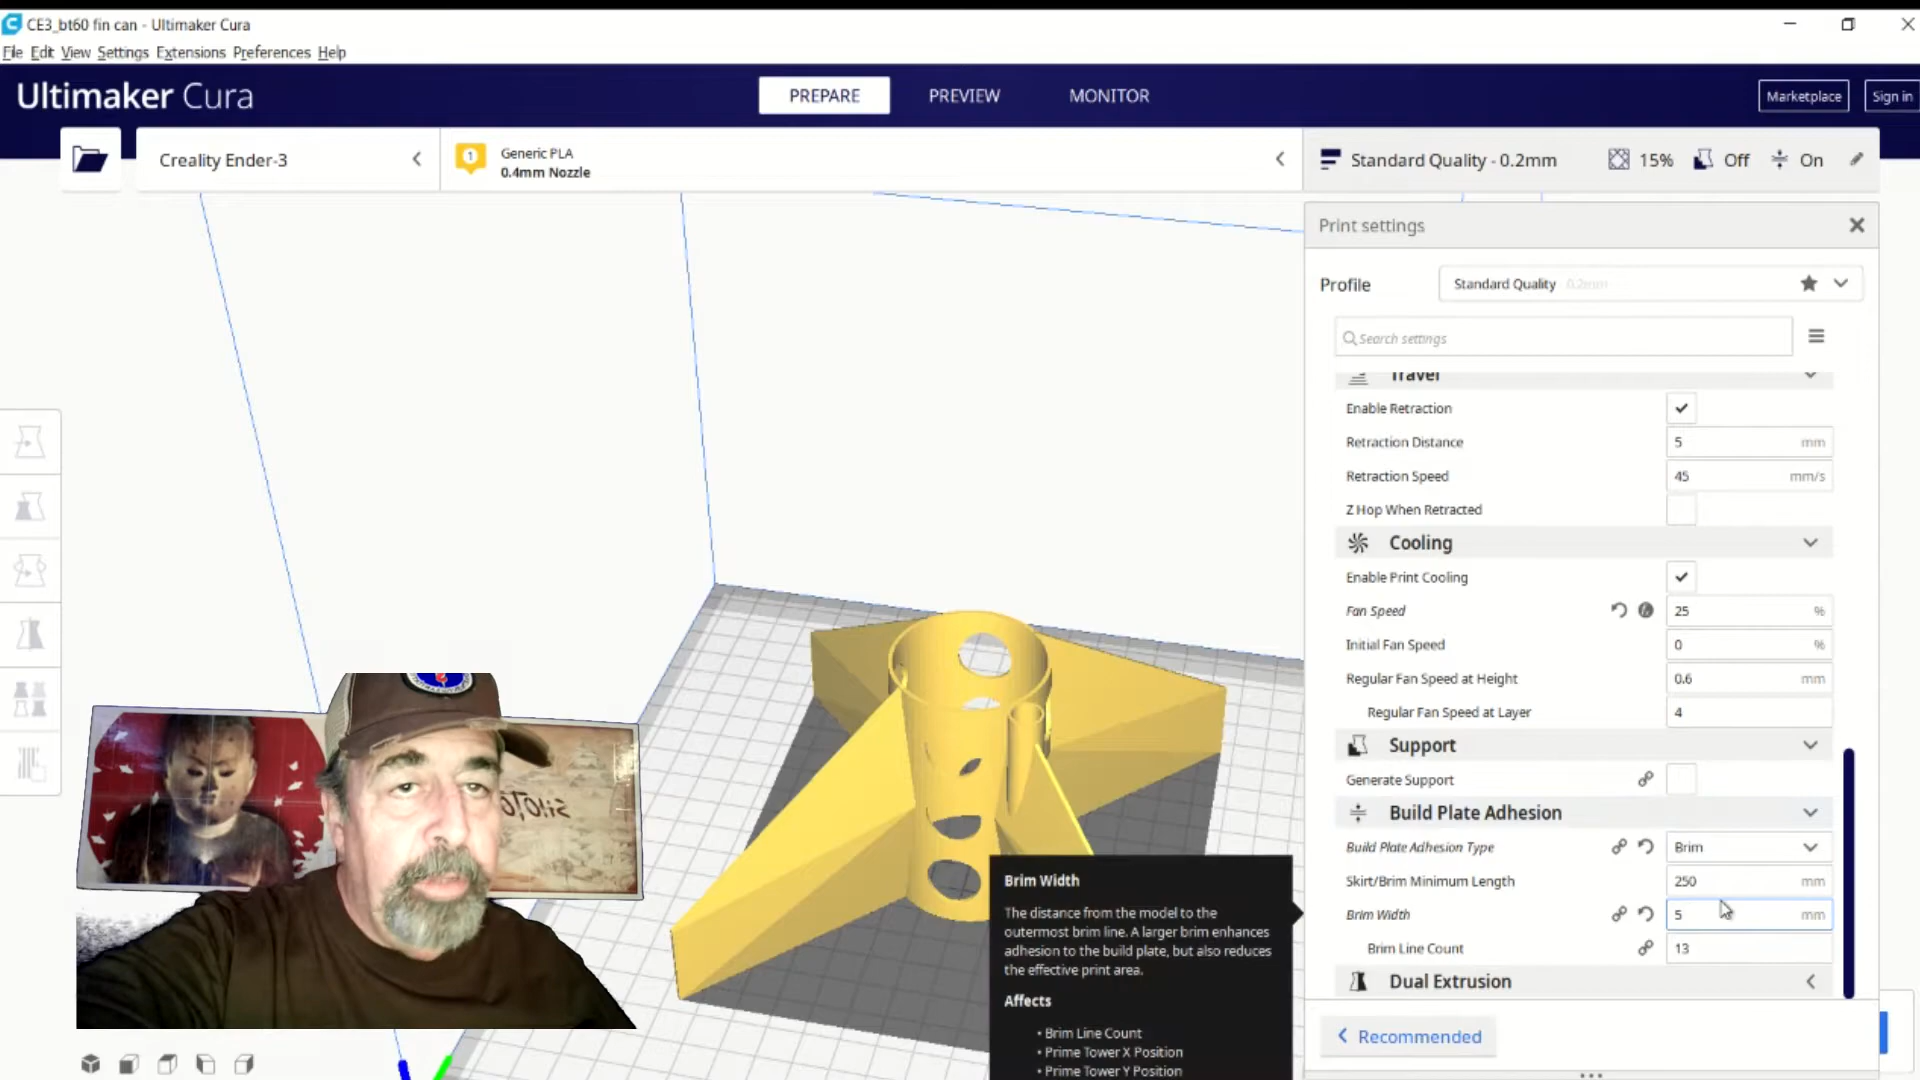 CE3_bt60 fin can - Ultimaker Cura
File Edit View Settings Extensions Preferences Help
Ultimaker Cura
PREPARE
PREVIEW
MONITOR
Marketplace
Sign in
Creality Ender-3
1
Generic PLA
0.4mm Nozzle
Standard Quality - 0.2mm
15%
Off
On
Print settings
Profile
Standard Quality 0.2mm
Search settings
Travel
Enable Retraction
Retraction Distance 5 mm
Retraction Speed 45 mm/s
Z Hop When Retracted
Cooling
Enable Print Cooling
Fan Speed 25 %
Initial Fan Speed 0 %
Regular Fan Speed at Height 0.6 mm
Regular Fan Speed at Layer 4
Support
Generate Support
Build Plate Adhesion
Build Plate Adhesion Type Brim
Skirt/Brim Minimum Length 250 mm
Brim Width 5 mm
Brim Line Count 13
Dual Extrusion
Recommended
Brim Width
The distance from the model to the
outermost brim line. A larger brim enhances
adhesion to the build plate, but also reduces
the effective print area.
Affects
• Brim Line Count
• Prime Tower X Position
• Prime Tower Y Position